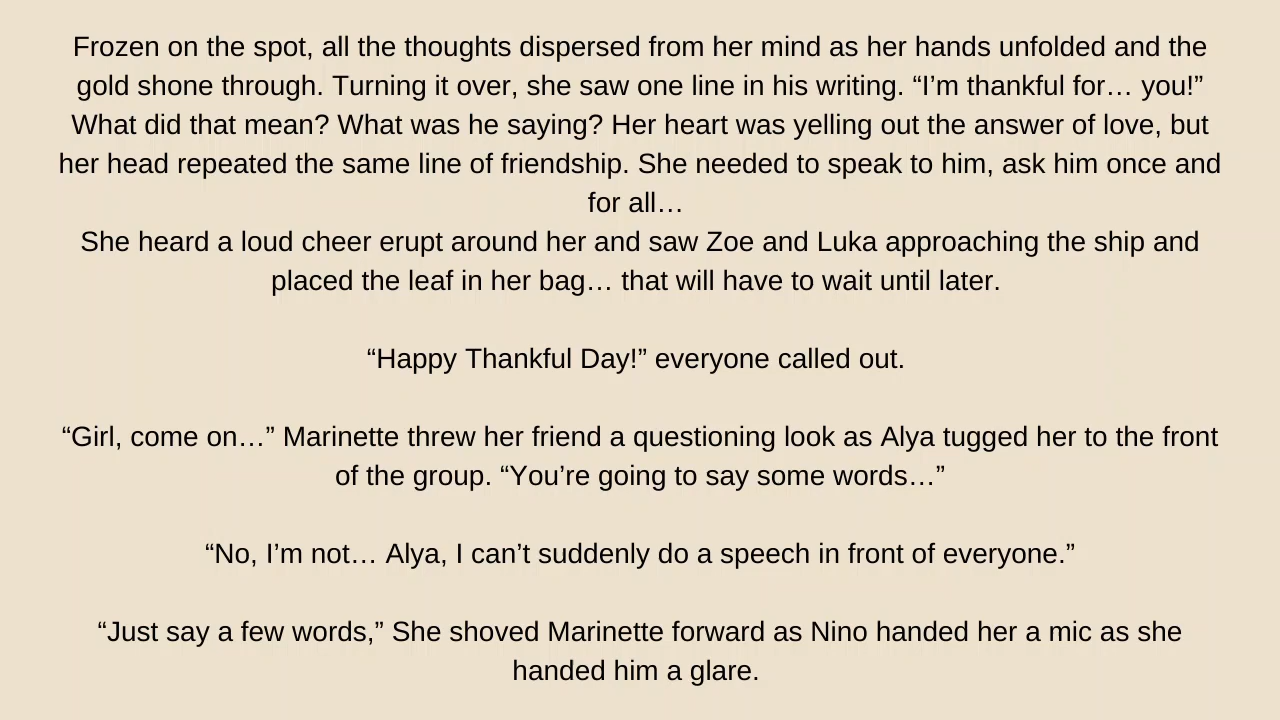 Frozen on the spot, all the thoughts dispersed from her mind as her hands unfolded and the
gold shone through. Turning it over, she saw one line in his writing. “I’m thankful for… you!”
What did that mean? What was he saying? Her heart was yelling out the answer of love, but
her head repeated the same line of friendship. She needed to speak to him, ask him once and
for all…
She heard a loud cheer erupt around her and saw Zoe and Luka approaching the ship and
placed the leaf in her bag… that will have to wait until later.
“Happy Thankful Day!” everyone called out.
“Girl, come on…” Marinette threw her friend a questioning look as Alya tugged her to the front
of the group. “You’re going to say some words…”
“No, I’m not… Alya, I can’t suddenly do a speech in front of everyone.”
“Just say a few words,” She shoved Marinette forward as Nino handed her a mic as she
handed him a glare.